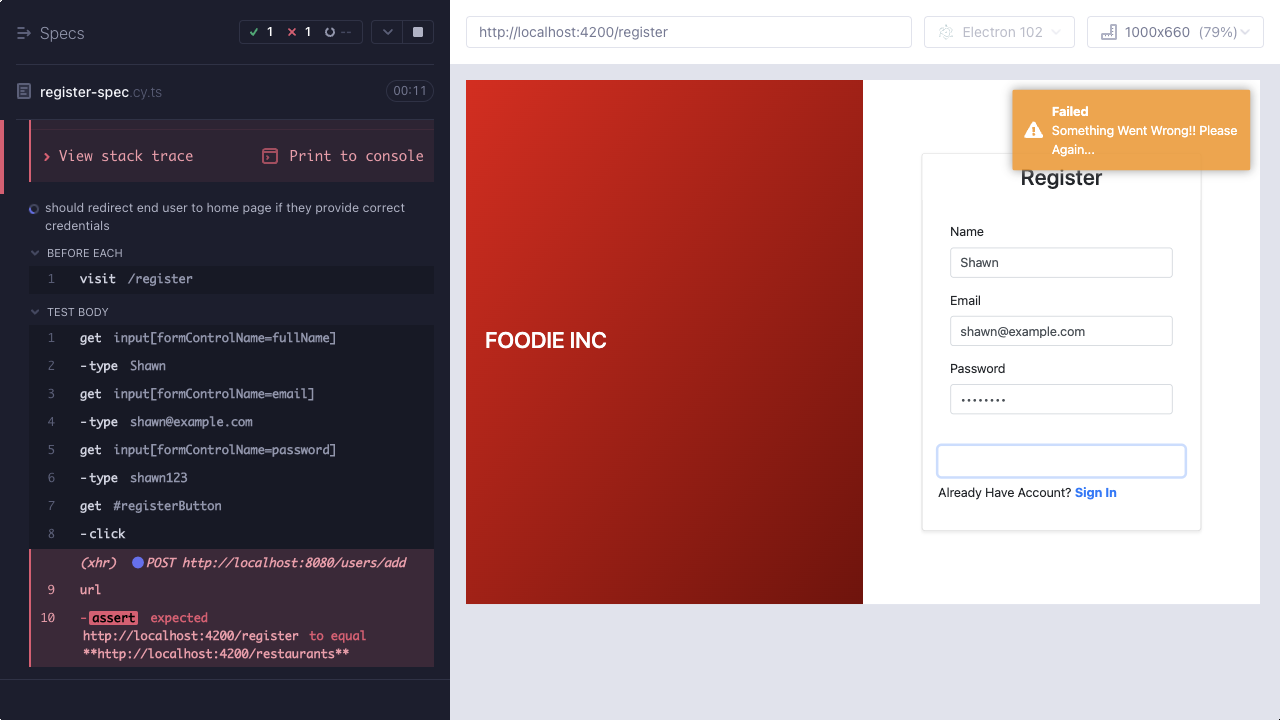 Specs
1
1
--
register-spec.cy.ts
00:11
View stack trace
Print to console
should redirect end user to home page if they provide correct
credentials
BEFORE EACH
1 visit /register
TEST BODY
1 get input[formControlName=fullName]
2 -type Shawn
3 get input[formControlName=email]
4 -type shawn@example.com
5 get input[formControlName=password]
6 -type shawn123
7 get #registerButton
8 -click
(xhr) POST http://localhost:8080/users/add
9 url
10 -assert expected
http://localhost:4200/register to equal
**http://localhost:4200/restaurants**
http://localhost:4200/register
Electron 102
1000x660 (79%)
FOODIE INC
Failed
Something Went Wrong!! Please
Again...
Register
Name
Shawn
Email
shawn@example.com
Password
••••••••
Already Have Account? Sign In